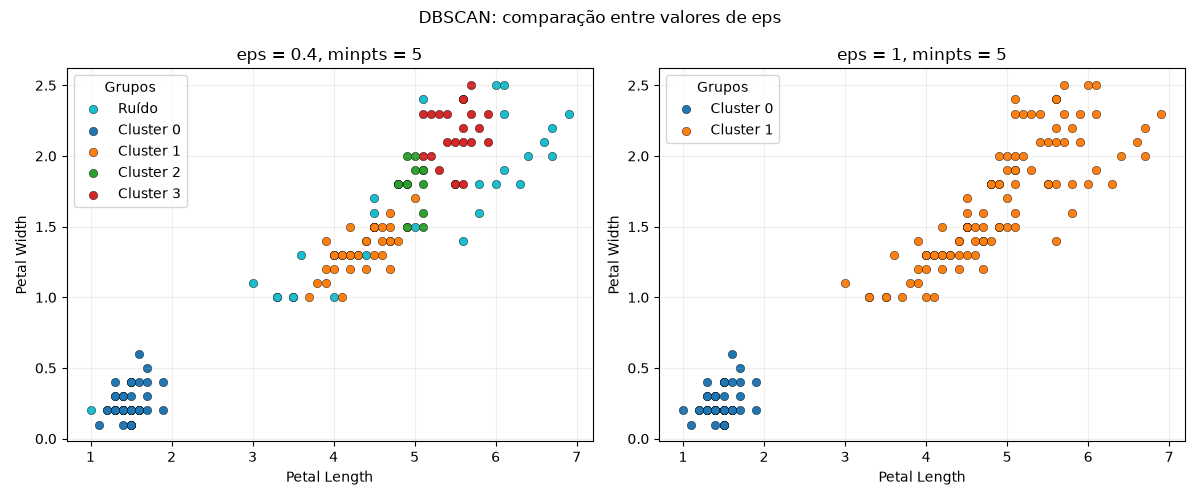 DBSCAN: comparação entre valores de eps
eps = 0.4, minpts = 5
Grupos
Ruído
Cluster 0
Cluster 1
Cluster 2
Cluster 3
Petal Width
2.5
2.0
1.5
1.0
0.5
0.0
1 2 3 4 5 6 7
Petal Length
eps = 1, minpts = 5
Grupos
Cluster 0
Cluster 1
Petal Width
2.5
2.0
1.5
1.0
0.5
0.0
1 2 3 4 5 6 7
Petal Length